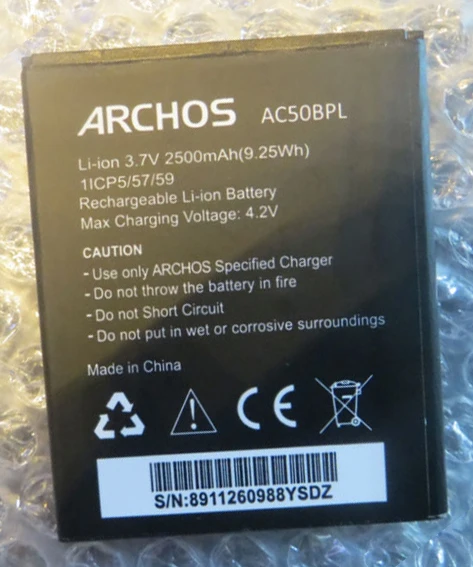 ARCHOS AC50BPL
Li-ion 3.7V 2500mAh(9.25Wh)
1ICP5/57/59
Rechargeable Li-ion Battery
Max Charging Voltage: 4.2V
CAUTION
- Use only ARCHOS Specified Charger
- Do not throw the battery in fire
- Do not Short Circuit
- Do not put in wet or corrosive surroundings
Made in China
CE
S/N:8911260988YSDZ